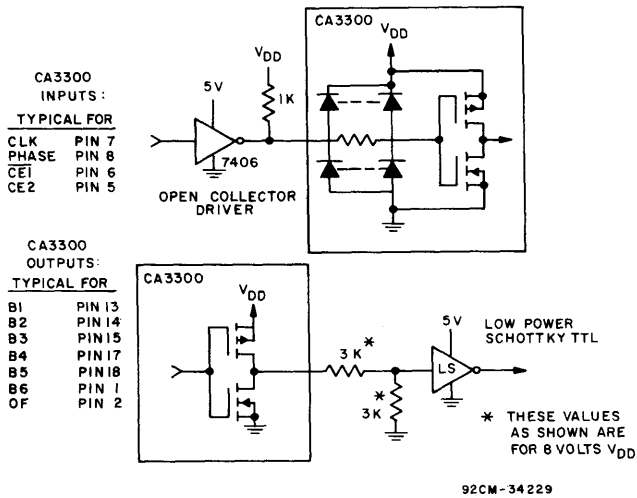 CA3300
INPUTS:
TYPICAL FOR
CLK PIN 7
PHASE PIN 8
CE1 PIN 6
CE2 PIN 5
5V
VDD
1K
7406
OPEN COLLECTOR
DRIVER
CA3300
VDD
CA3300
OUTPUTS:
TYPICAL FOR
B1 PIN 13
B2 PIN 14
B3 PIN 15
B4 PIN 17
B5 PIN 18
B6 PIN 1
OF PIN 2
CA3300
VDD
3K*
*
3K
5V
LS
LOW POWER
SCHOTTKY TTL
* THESE VALUES
AS SHOWN ARE
FOR 8 VOLTS VDD
92CM-34229